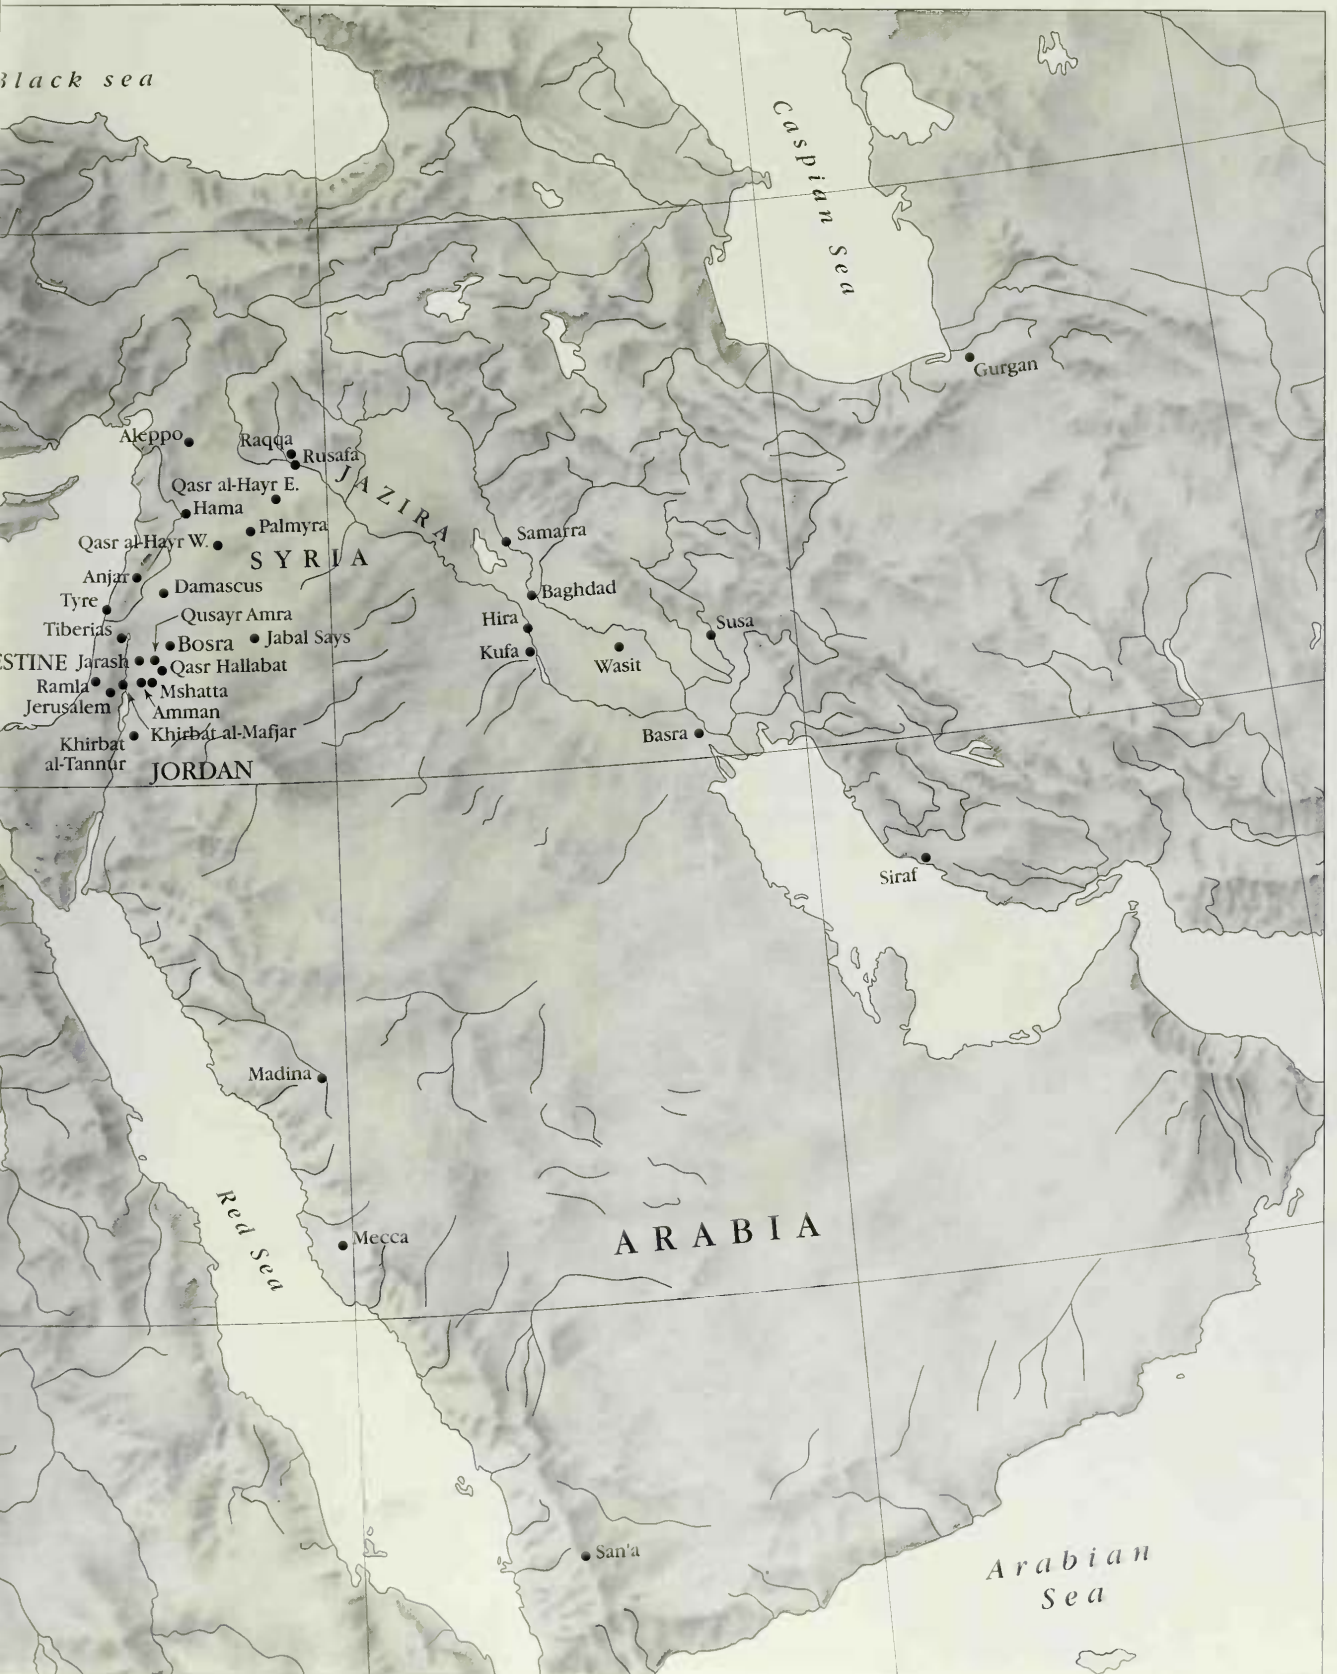 Black sea
Caspian Sea
Gurgan
Aleppo
Raqqa
Rusafa
JAZIRA
Qasr al-Hayr E.
Hama
Palmyra
Qasr al-Hayr W.
SYRIA
Samarra
Anjar
Damascus
Baghdad
Tyre
Qusayr Amra
Hira
Susa
Tiberias
Bosra
Jabal Says
Kufa
Wasit
ESTINE
Jarash
Qasr Hallabat
Ramla
Mshatta
Jerusalem
Amman
Khirbat al-Mafjar
Basra
Khirbat
al-Tannur
JORDAN
Siraf
Madina
Red Sea
Mecca
ARABIA
San'a
Arabian
Sea